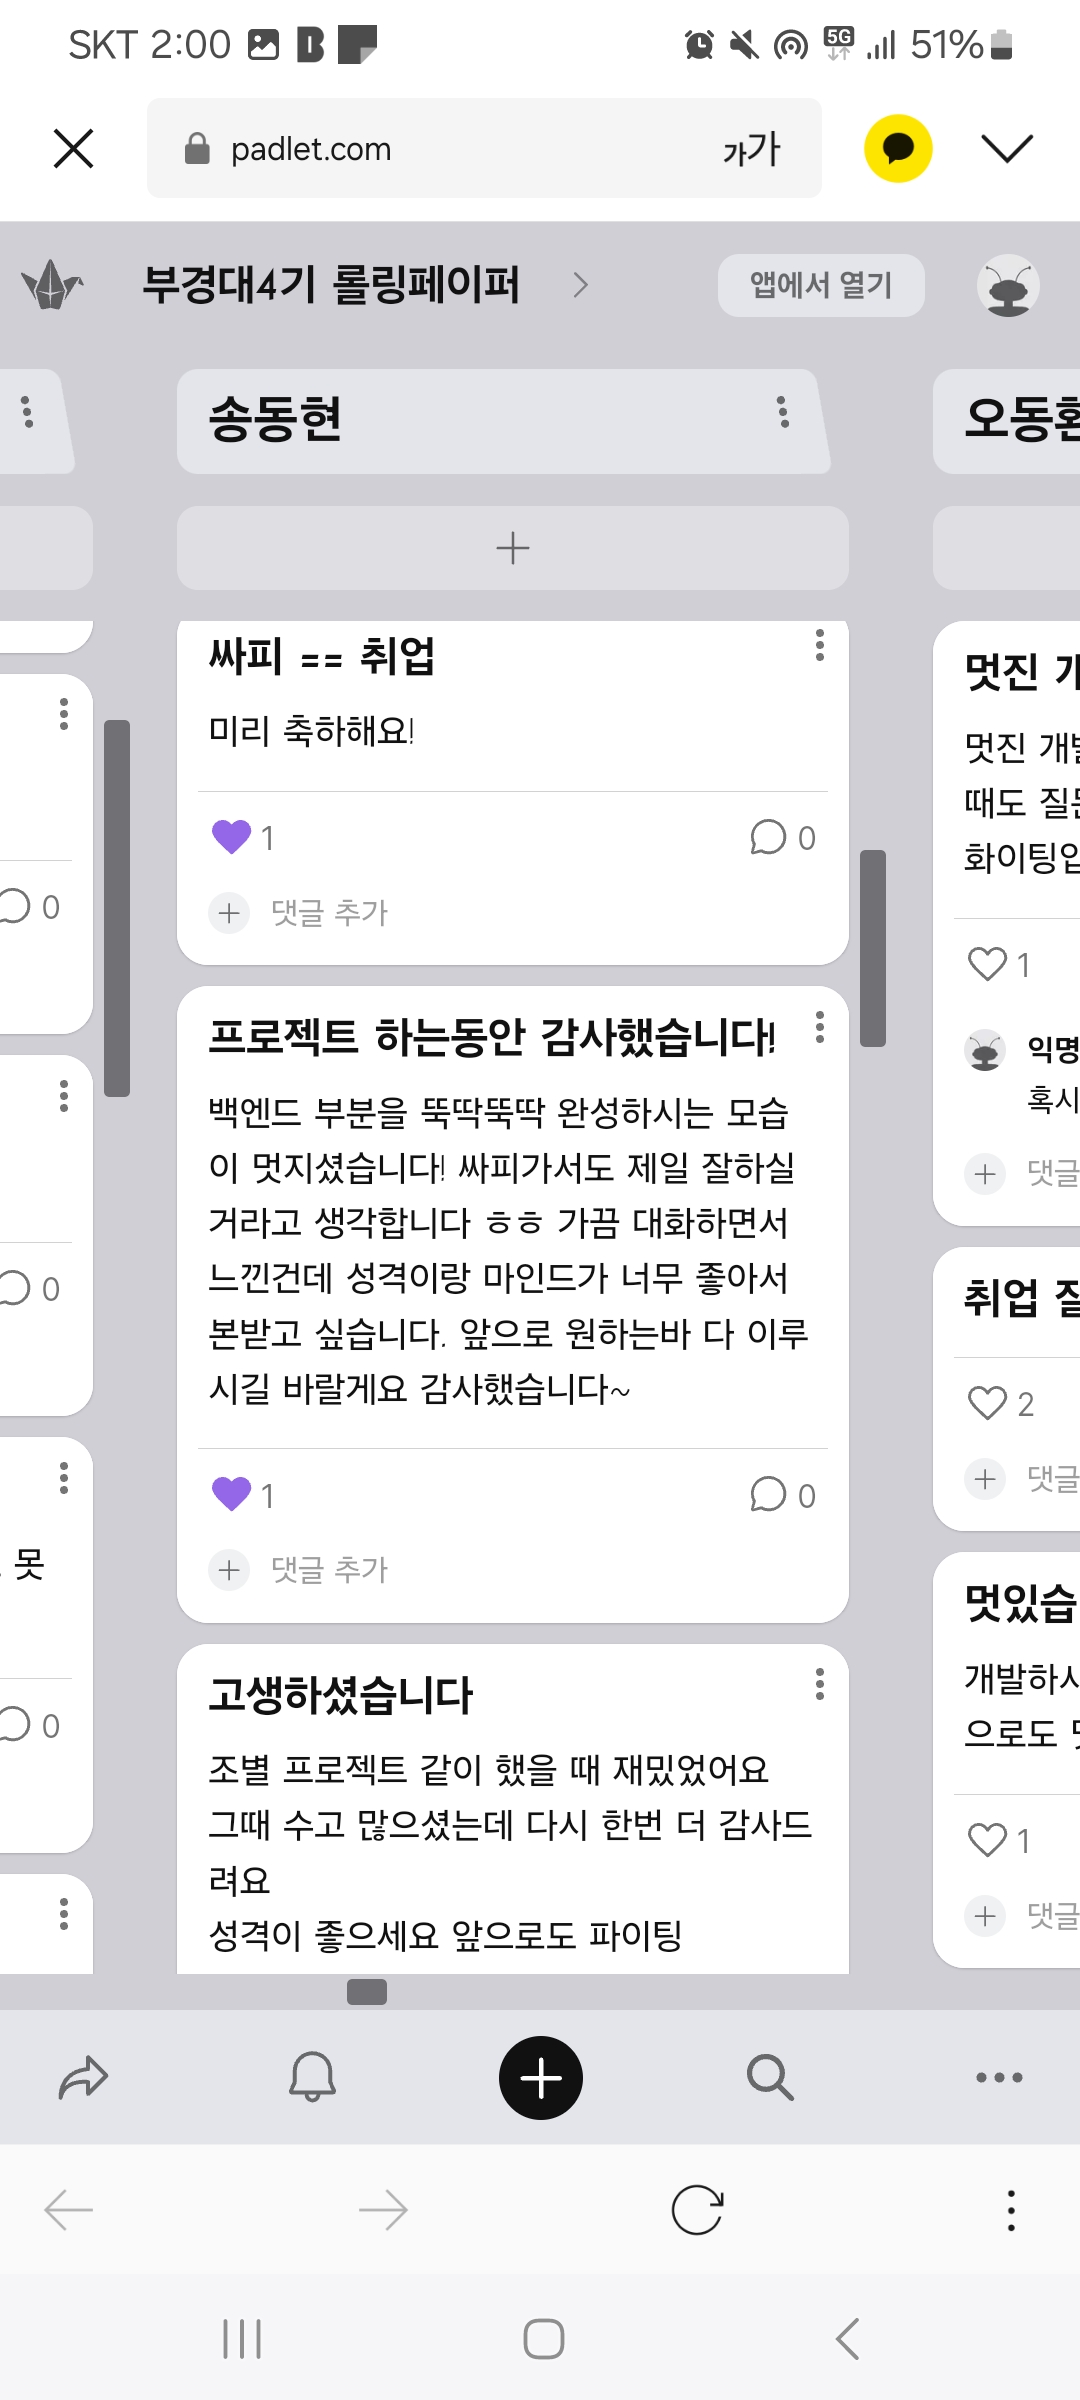 SKT 2:00
5G
51%
padlet.com
가가
부경대4기 롤링페이퍼
앱에서 열기
송동현
싸피 == 취업
미리 축하해요!
1
0
댓글 추가
프로젝트 하는동안 감사했습니다!
백엔드 부분을 뚝딱뚝딱 완성하시는 모습
이 멋지셨습니다! 싸피가서도 제일 잘하실
거라고 생각합니다 ㅎㅎ 가끔 대화하면서
느낀건데 성격이랑 마인드가 너무 좋아서
본받고 싶습니다. 앞으로 원하는바 다 이루
시길 바랄게요 감사했습니다~
1
0
댓글 추가
고생하셨습니다
조별 프로젝트 같이 했을 때 재밌었어요
그때 수고 많으셨는데 다시 한번 더 감사드
려요
성격이 좋으세요 앞으로도 파이팅
0
0
못
0
오동환
멋진
멋진 개발
때도 질문
화이팅입
1
익명
혹시
댓글
취업
2
댓글
멋있습
개발하시
으로도
1
댓글